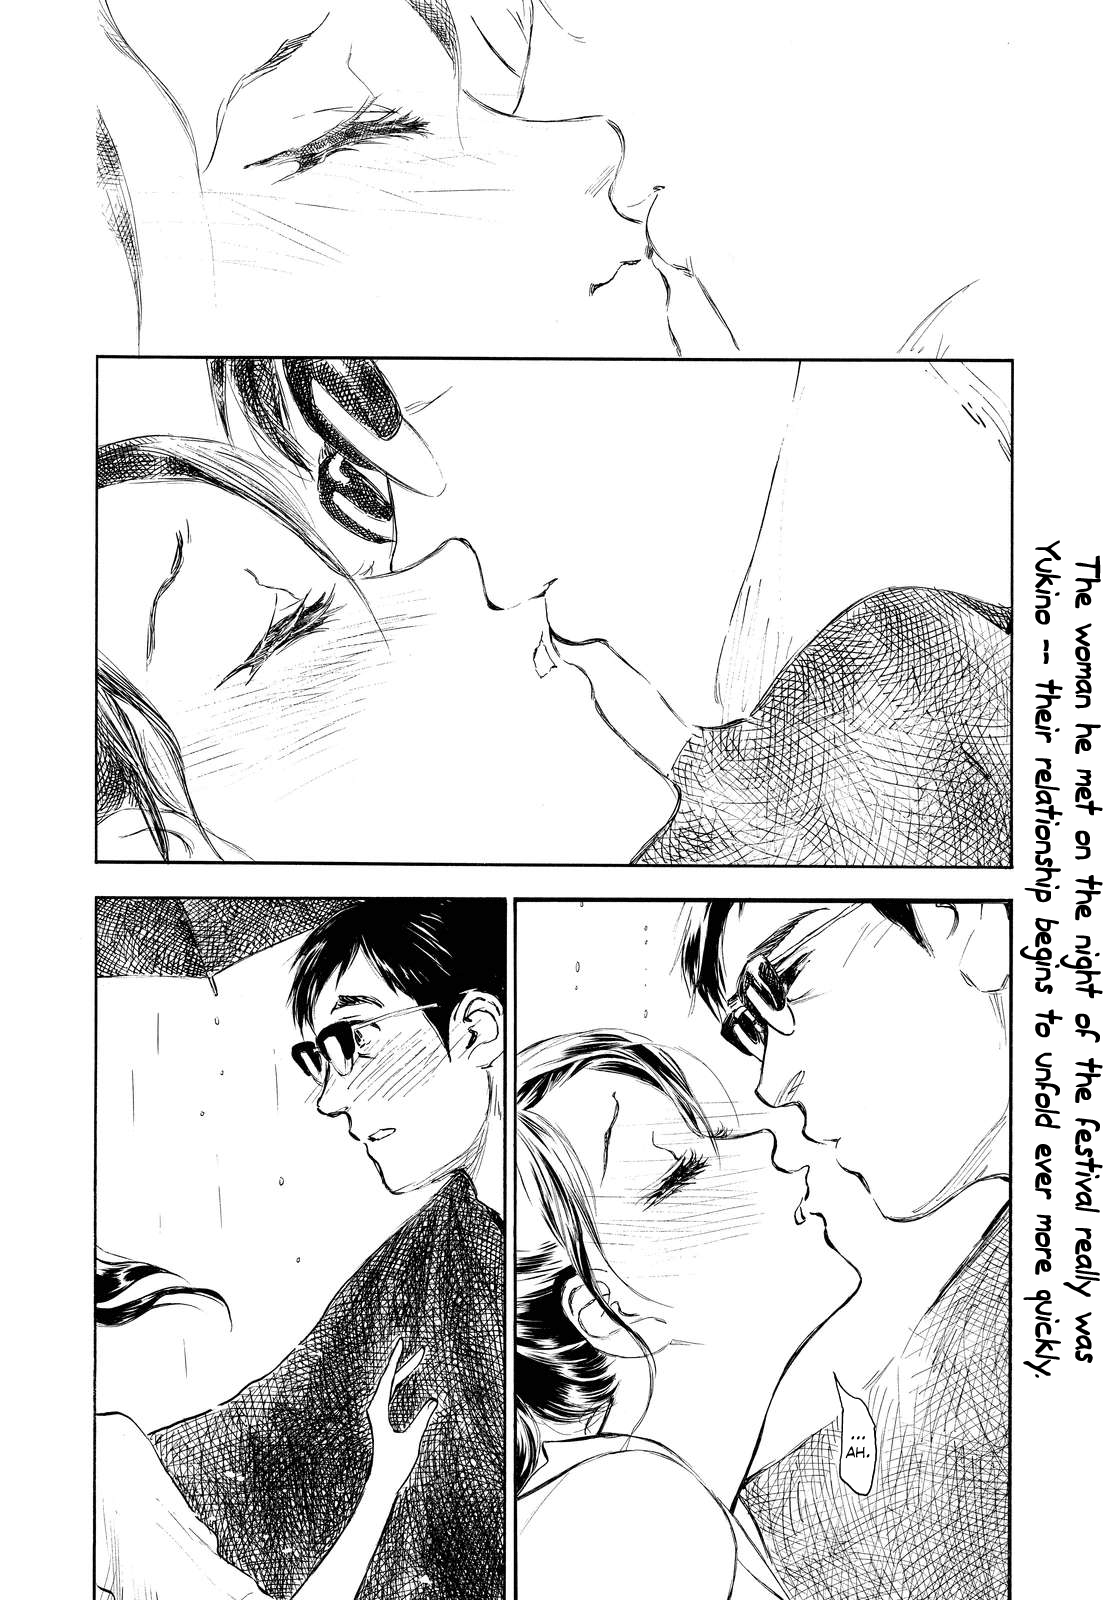 The woman he met on the night of the festival really was
Yukino -- their relationship begins to unfold ever more quickly.
...
AH.